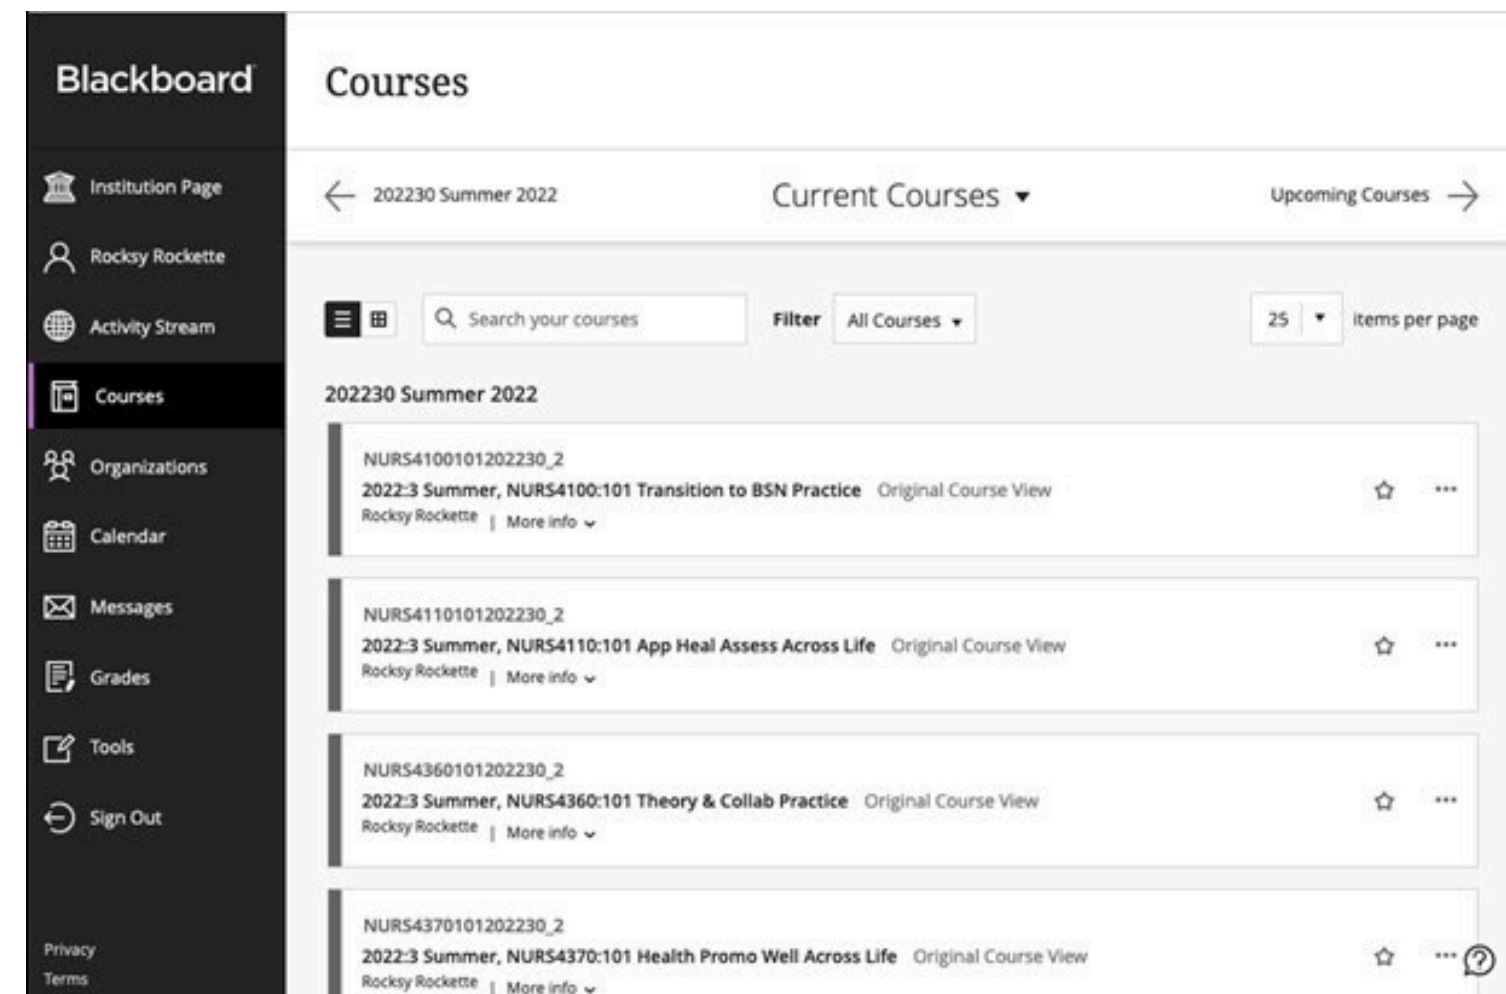 Blackboard
Institution Page
Rocksy Rockette
Activity Stream
Courses
Organizations
Calendar
Messages
Grades
Tools
Sign Out
Privacy
Terms
Courses
202230 Summer 2022
Current Courses
Upcoming Courses
Search your courses
Filter
All Courses
25
items per page
202230 Summer 2022
NURS4100101202230_2
2022:3 Summer, NURS4100:101 Transition to BSN Practice Original Course View
Rocksy Rockette | More info
NURS4110101202230_2
2022:3 Summer, NURS4110:101 App Heal Assess Across Life Original Course View
Rocksy Rockette | More info
NURS4360101202230_2
2022:3 Summer, NURS4360:101 Theory & Collab Practice Original Course View
Rocksy Rockette | More info
NURS4370101202230_2
2022:3 Summer, NURS4370:101 Health Promo Well Across Life Original Course View
Rocksy Rockette | More info